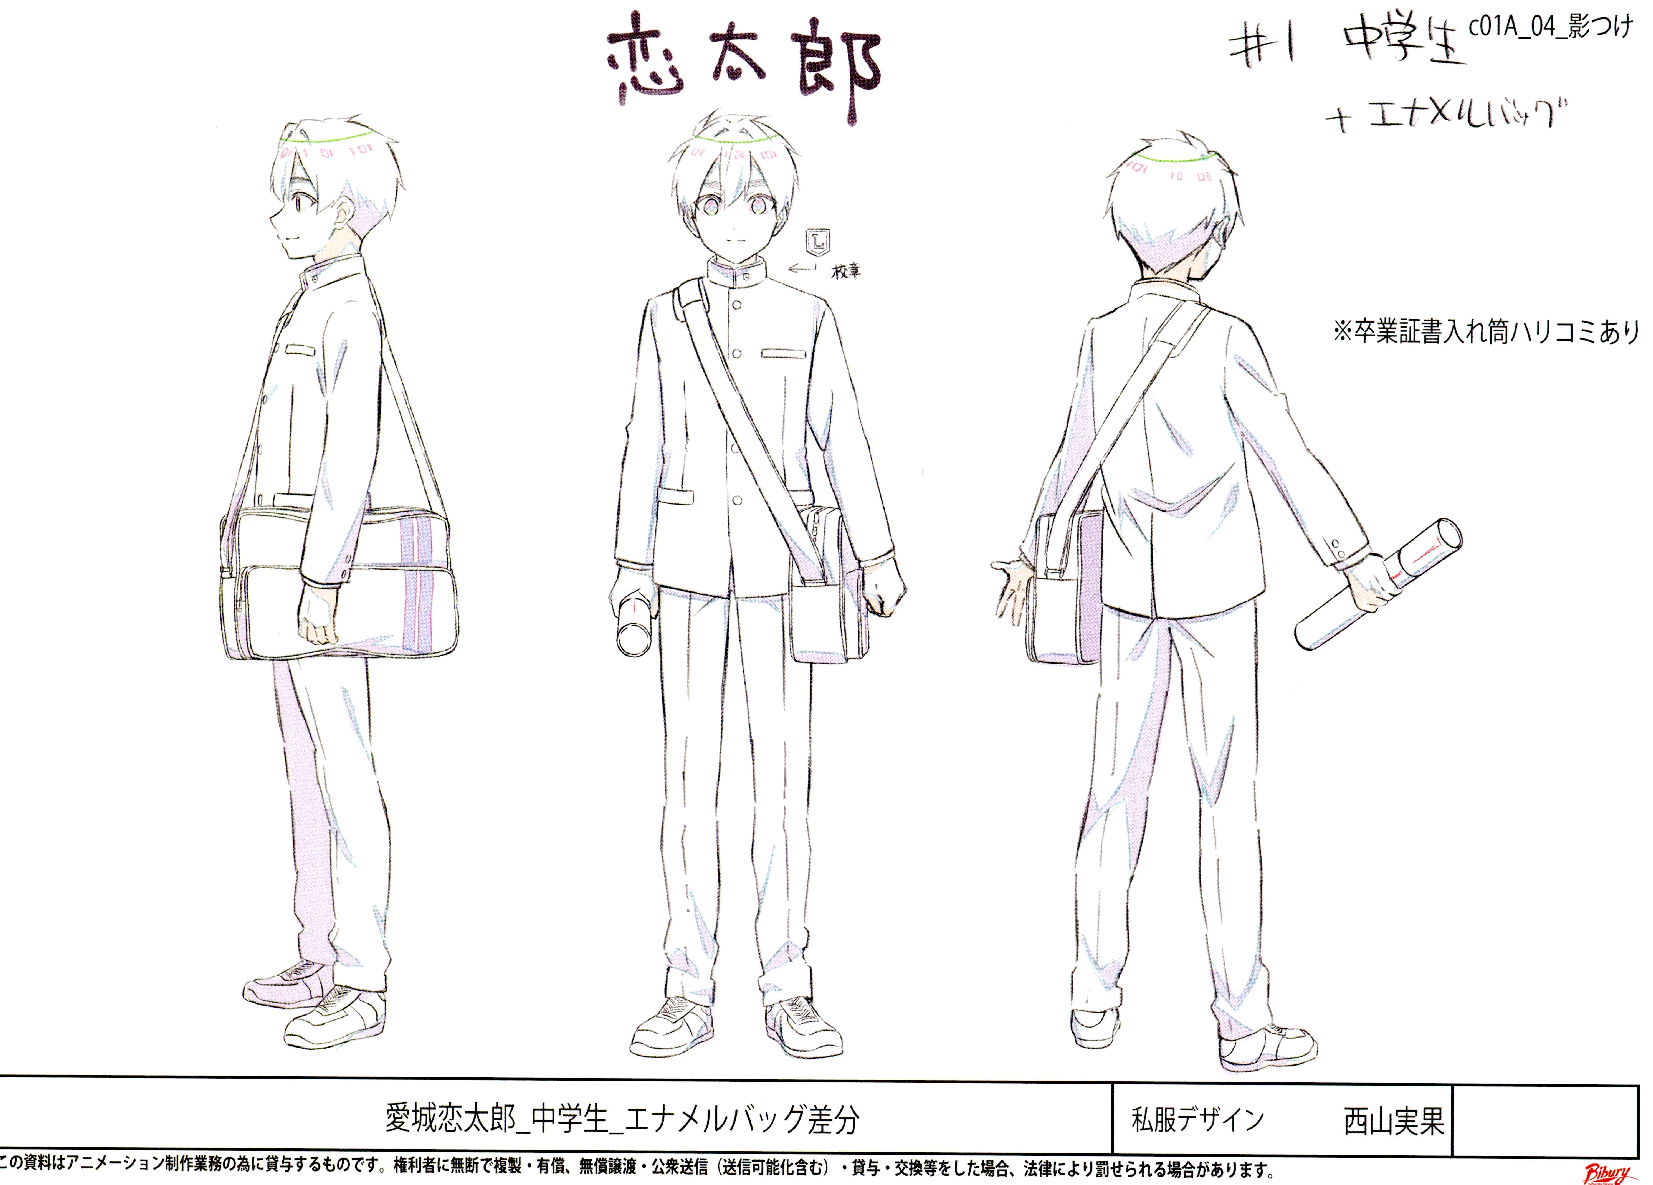 恋太郎
#1 中学生 c01A_04_影つけ
+ エナメルバッグ
L
校章
※卒業証書入れ筒ハリコミあり
愛城恋太郎_中学生_エナメルバッグ差分
私服デザイン 西山実果
この資料はアニメーション制作業務の為に貸与するものです。権利者に無断で複製・有償、無償譲渡・公衆送信（送信可能化含む）・貸与・交換等をした場合、法律により罰せられる場合があります。
Bibury